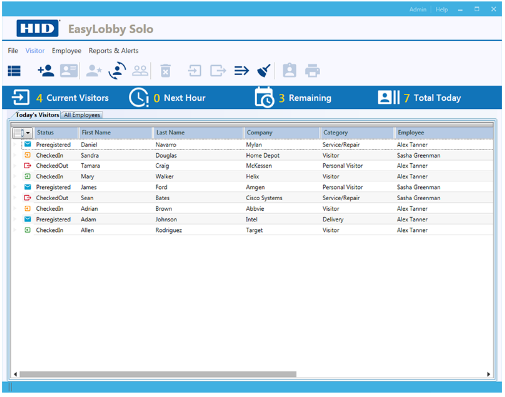 Admin Help
HID EasyLobby Solo
File Visitor Employee Reports & Alerts
4 Current Visitors 0 Next Hour 3 Remaining 7 Total Today
Today's Visitors All Employees
Status First Name Last Name Company Category Employee
Preregistered Daniel Navarro Mylan Service/Repair Alex Tanner
CheckedIn Sandra Douglas Home Depot Visitor Sasha Greenman
CheckedOut Tamara Craig McKessen Personal Visitor Sasha Greenman
CheckedIn Mary Walker Helix Visitor Alex Tanner
Preregistered James Ford Amgen Personal Visitor Sasha Greenman
CheckedOut Sean Bates Cisco Systems Service/Repair Alex Tanner
CheckedIn Adrian Brown Abbvie Visitor Alex Tanner
Preregistered Adam Johnson Intel Delivery Alex Tanner
CheckedIn Allen Rodriguez Target Visitor Alex Tanner